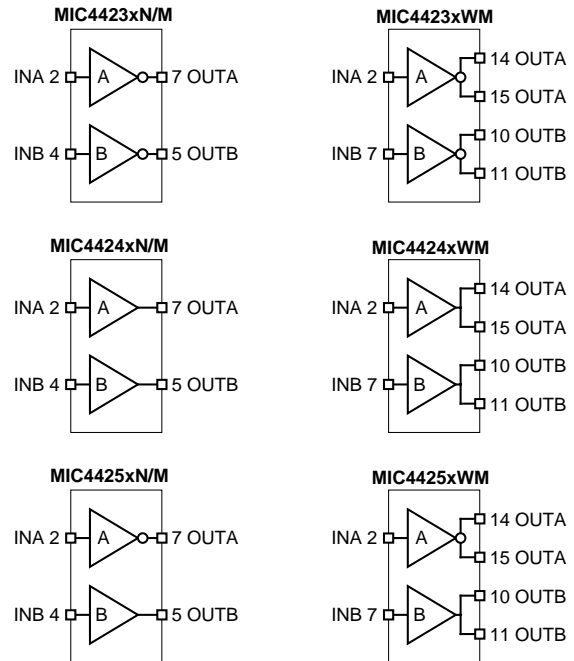 MIC4423xN/M
INA 2 A 7 OUTA
INB 4 B 5 OUTB
MIC4423xWM
INA 2 A 14 OUTA
15 OUTA
INB 7 B 10 OUTB
11 OUTB
MIC4424xN/M
INA 2 A 7 OUTA
INB 4 B 5 OUTB
MIC4424xWM
INA 2 A 14 OUTA
15 OUTA
INB 7 B 10 OUTB
11 OUTB
MIC4425xN/M
INA 2 A 7 OUTA
INB 4 B 5 OUTB
MIC4425xWM
INA 2 A 14 OUTA
15 OUTA
INB 7 B 10 OUTB
11 OUTB